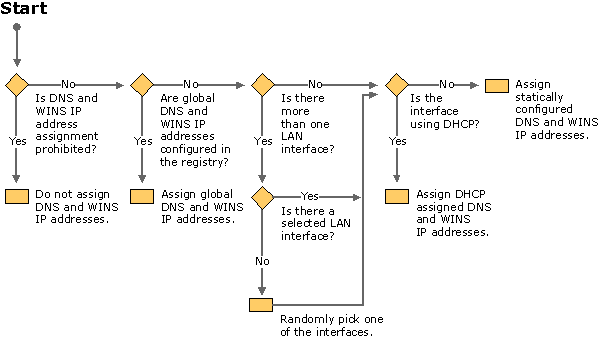 Start
No
No
No
No
Is DNS and
WINS IP
address
assignment
prohibited?
Are global
DNS and
WINS IP
addresses
configured in
the registry?
Is there
more
than one
LAN
interface?
Is the
interface
using DHCP?
Assign
statically
configured
DNS and WINS
IP addresses.
Yes
Yes
Yes
Yes
Do not assign
DNS and WINS
IP addresses.
Assign global
DNS and WINS
IP addresses.
Yes
Is there a
selected LAN
interface?
Assign DHCP
assigned DNS
and WINS
IP addresses.
No
Randomly pick one
of the interfaces.